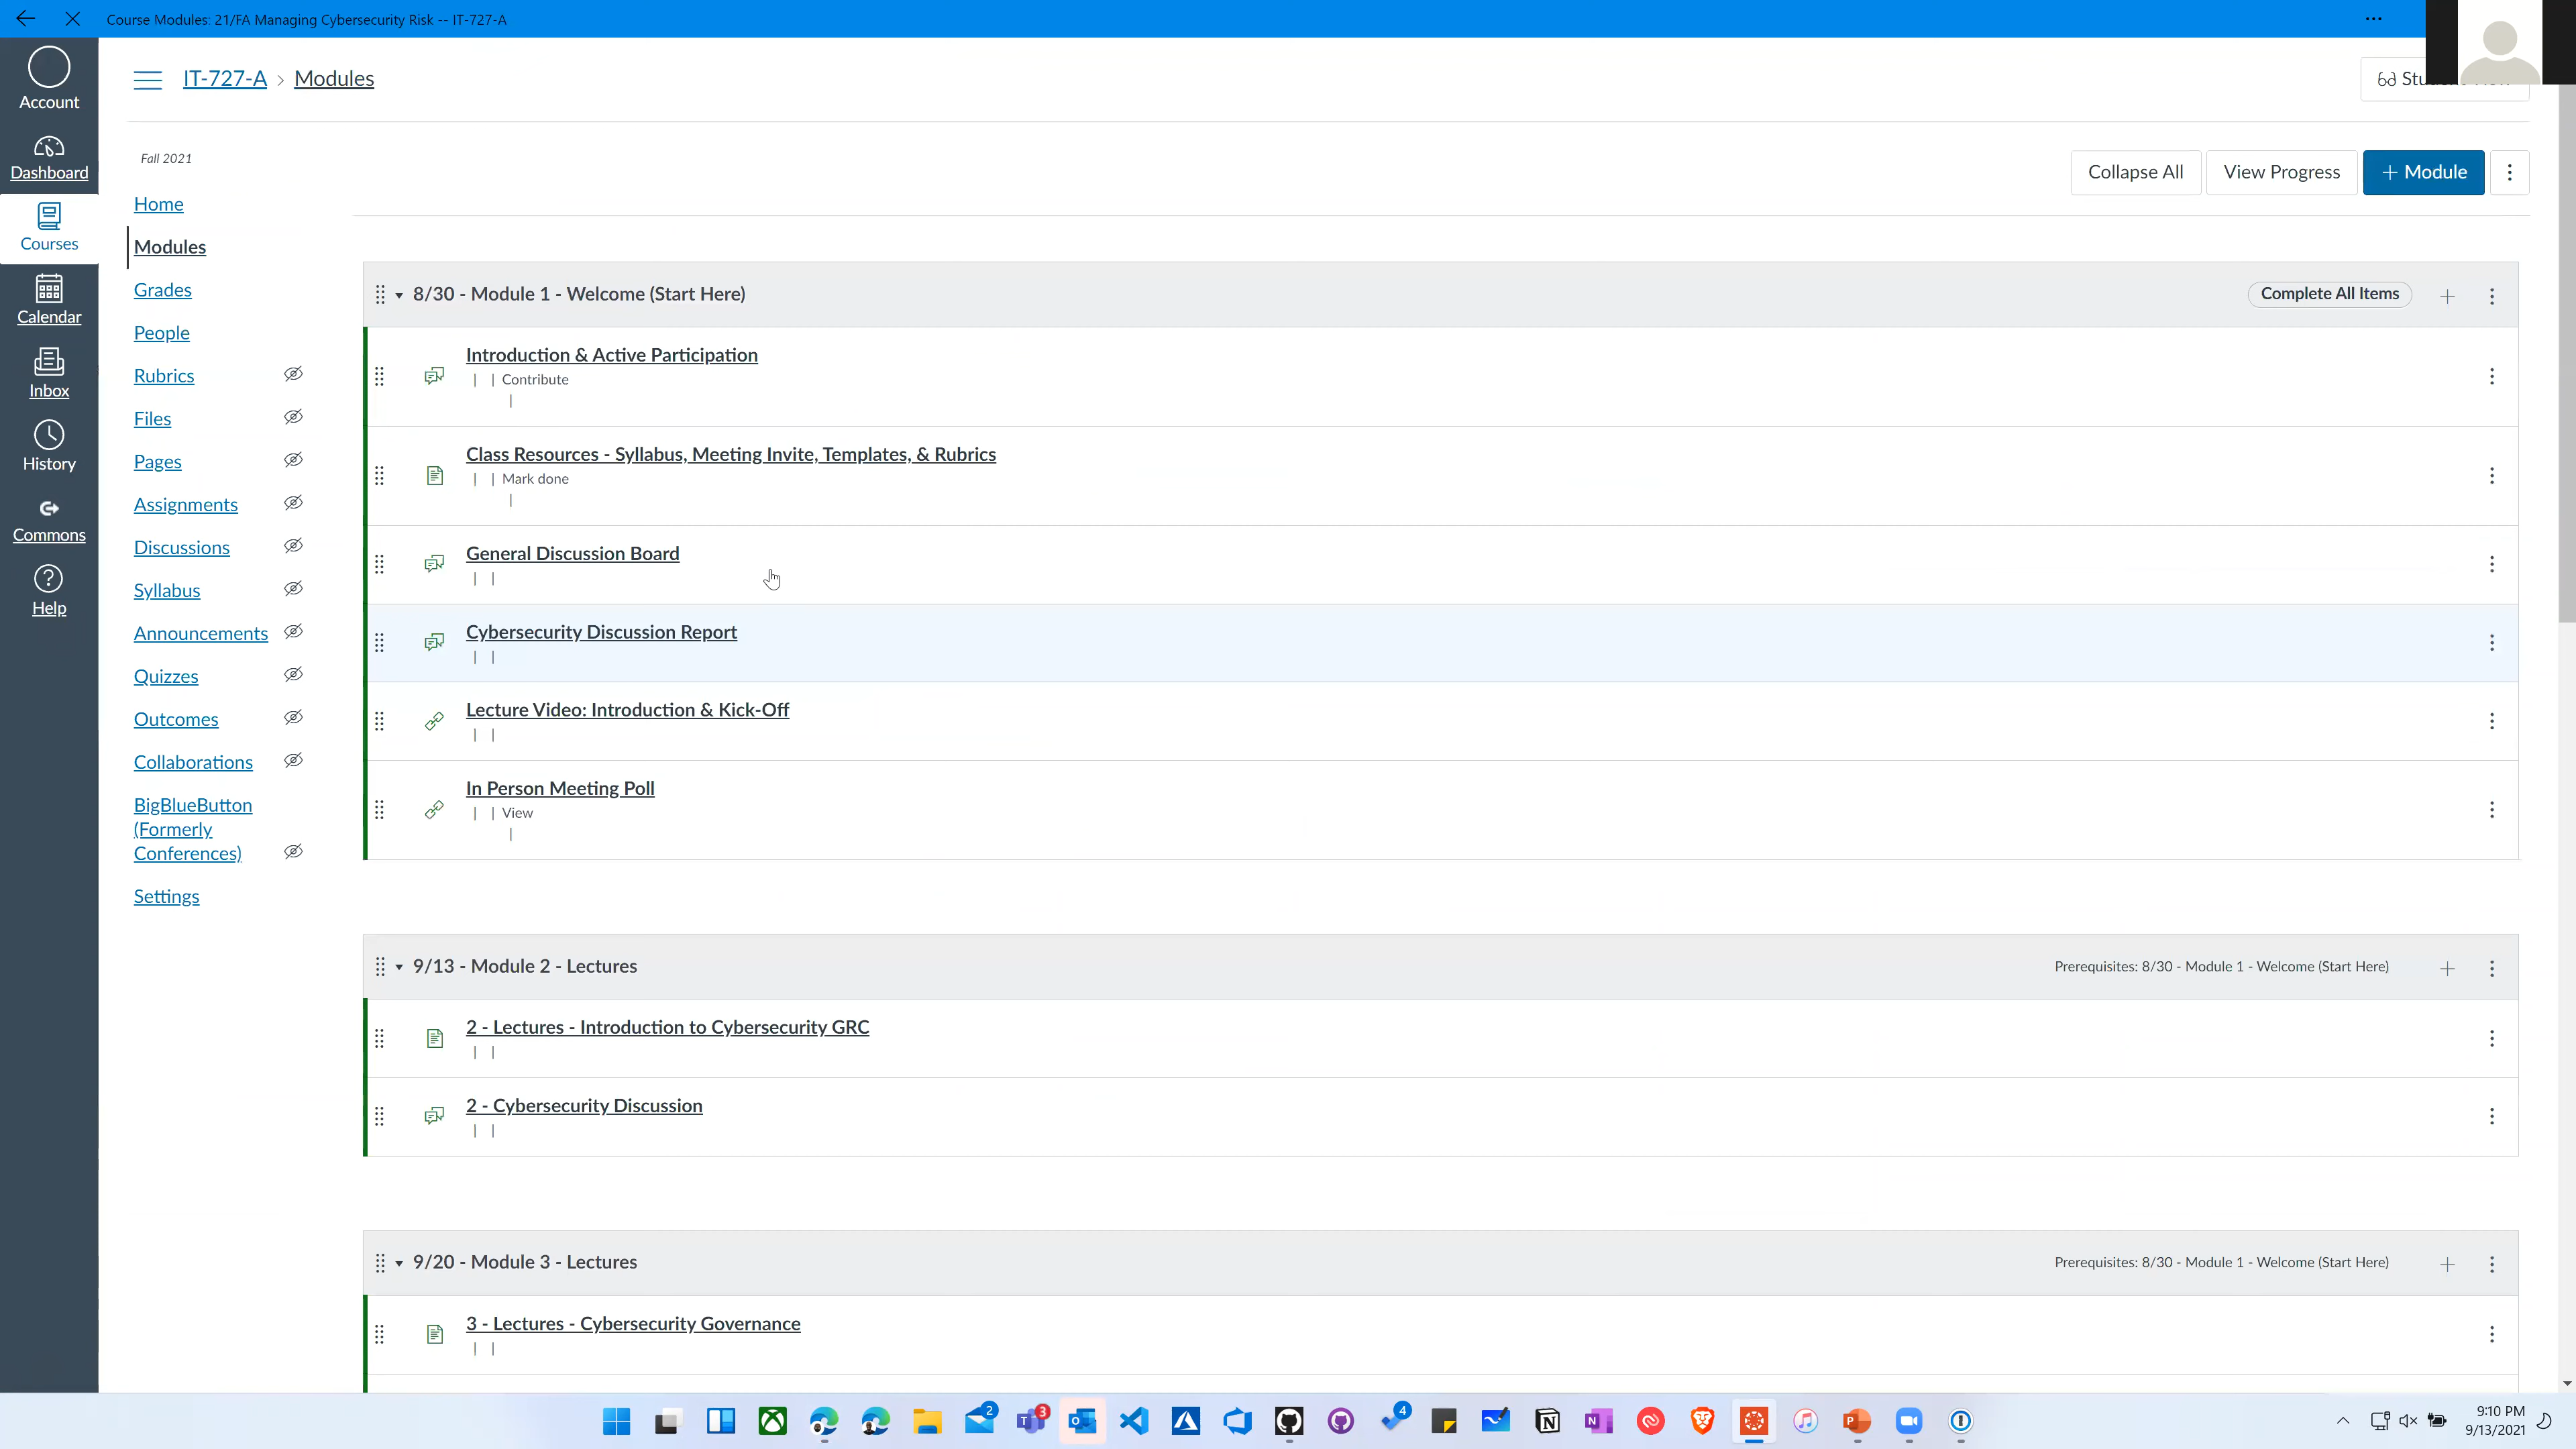 Course Modules: 21/FA Managing Cybersecurity Risk -- IT-727-A
Account
Dashboard
Courses
Calendar
Inbox
History
Commons
Help
IT-727-A > Modules
Fall 2021
Home
Modules
Grades
People
Rubrics
Files
Pages
Assignments
Discussions
Syllabus
Announcements
Quizzes
Outcomes
Collaborations
BigBlueButton
(Formerly
Conferences)
Settings
Collapse All
View Progress
+ Module
8/30 - Module 1 - Welcome (Start Here)
Complete All Items
Introduction & Active Participation
| | Contribute
|
Class Resources - Syllabus, Meeting Invite, Templates, & Rubrics
| | Mark done
|
General Discussion Board
| |
Cybersecurity Discussion Report
| |
Lecture Video: Introduction & Kick-Off
| |
In Person Meeting Poll
| | View
|
9/13 - Module 2 - Lectures
Prerequisites: 8/30 - Module 1 - Welcome (Start Here)
2 - Lectures - Introduction to Cybersecurity GRC
| |
2 - Cybersecurity Discussion
| |
9/20 - Module 3 - Lectures
Prerequisites: 8/30 - Module 1 - Welcome (Start Here)
3 - Lectures - Cybersecurity Governance
| |
2
3
4
9:10 PM
9/13/2021